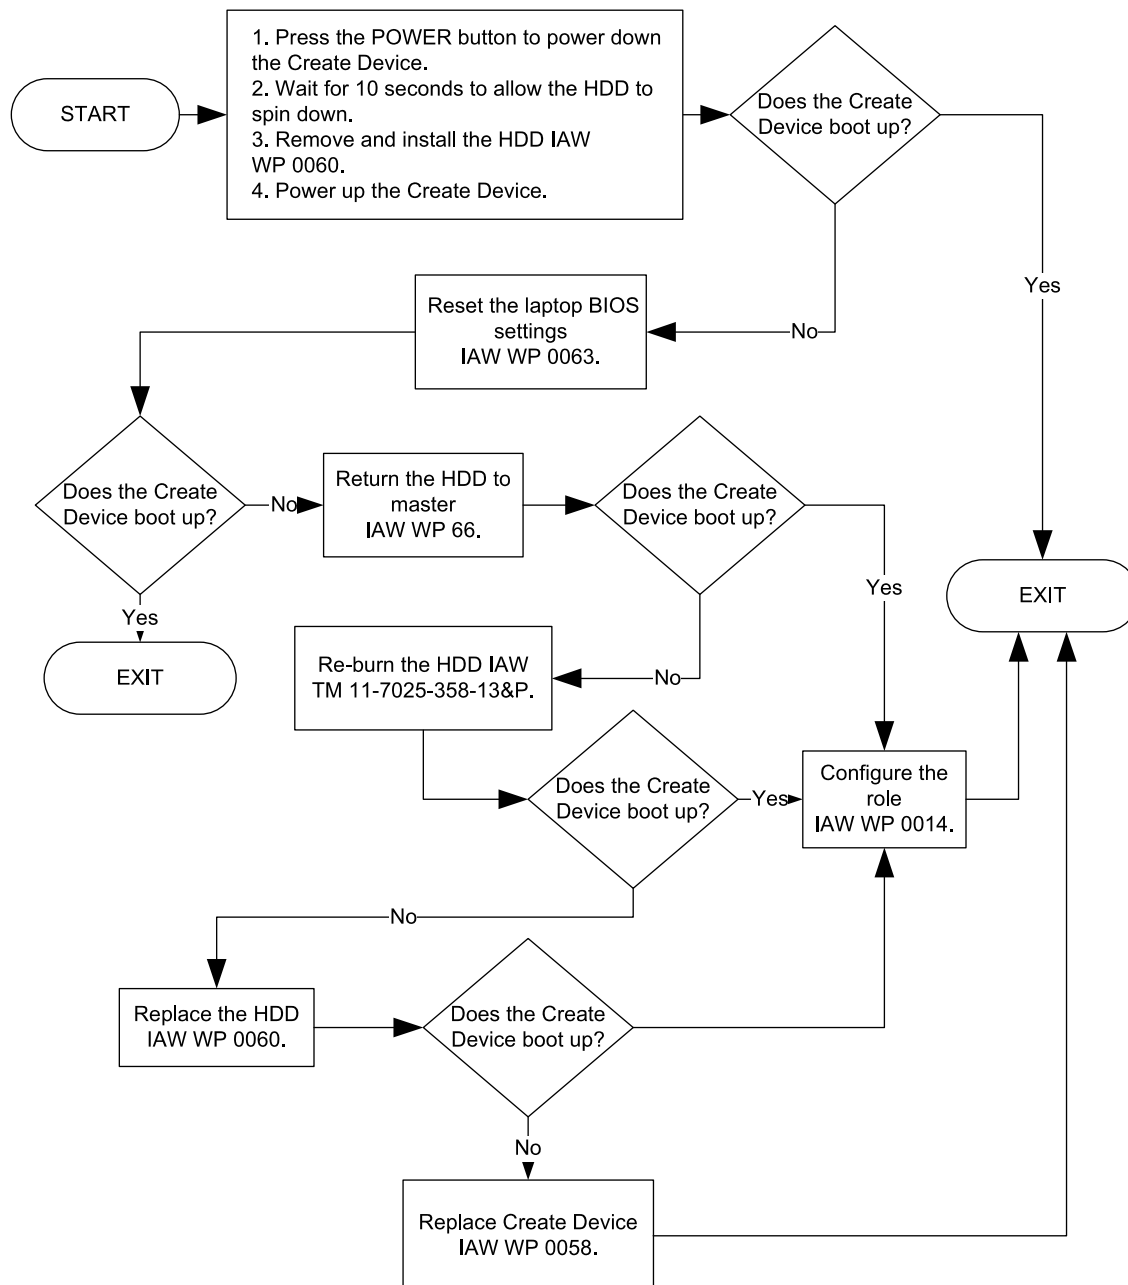 START
1. Press the POWER button to power down
the Create Device.
2. Wait for 10 seconds to allow the HDD to
spin down.
3. Remove and install the HDD IAW
WP 0060.
4. Power up the Create Device.
Does the Create
Device boot up?
Yes
No
Reset the laptop BIOS
settings
IAW WP 0063.
Does the Create
Device boot up?
No
Return the HDD to
master
IAW WP 66.
Does the Create
Device boot up?
Yes
EXIT
Yes
EXIT
No
Re-burn the HDD IAW
TM 11-7025-358-13&P.
Does the Create
Device boot up?
Yes
Configure the
role
IAW WP 0014.
No
Replace the HDD
IAW WP 0060.
Does the Create
Device boot up?
No
Replace Create Device
IAW WP 0058.